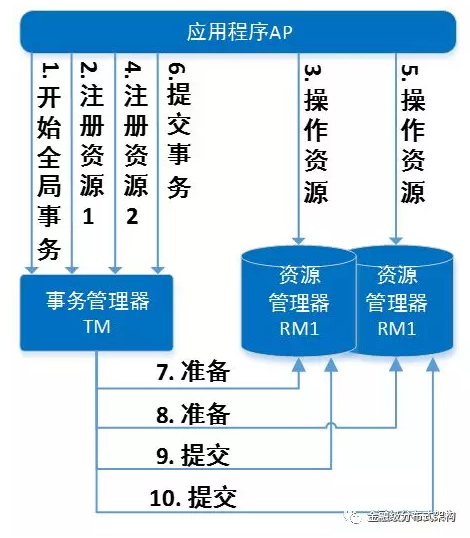 应用程序AP
1.开始全局事务
2.注册资源1
4.注册资源2
6.提交事务
3.操作资源
5.操作资源
事务管理器
TM
资源
管理器
RM1
资源
管理器
RM1
7. 准备
8. 准备
9. 提交
10. 提交
金融级分布式架构